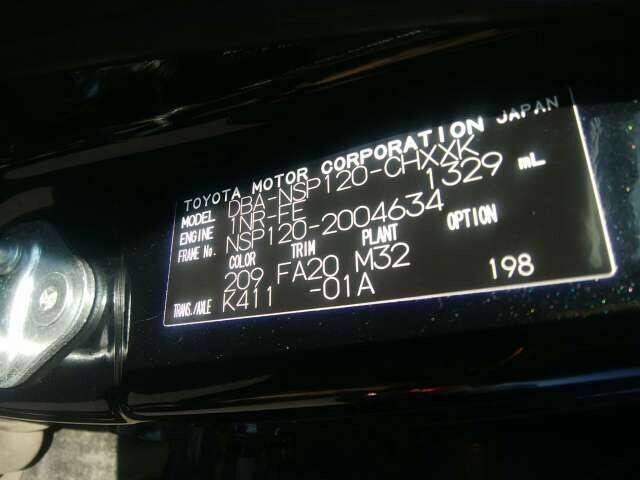 TOYOTA MOTOR CORPORATION JAPAN
MODEL DBA-NSP120-CHXXK
ENGINE 1NR-FE 1329 mL
FRAME No. NSP120-2004634
COLOR TRIM PLANT OPTION
209 FA20 M32
TRANS./AXLE K411 -01A 198